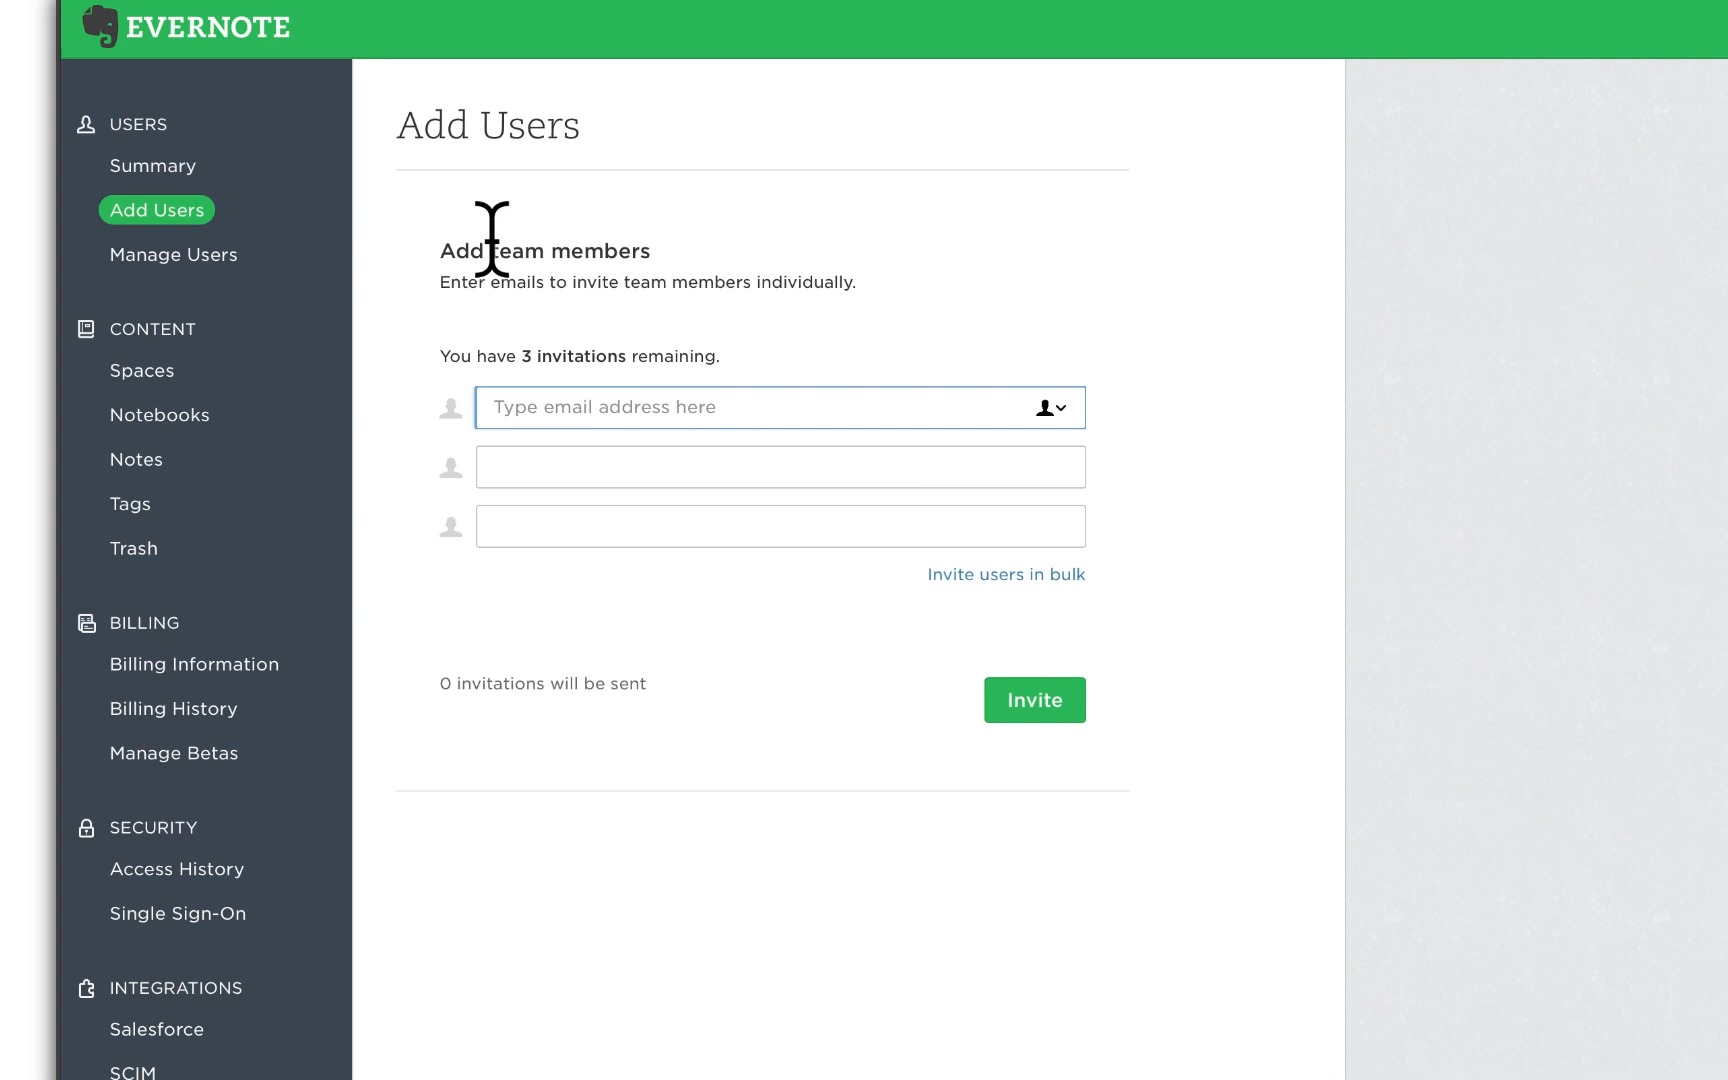 EVERNOTE
USERS
Summary
Add Users
Manage Users
CONTENT
Spaces
Notebooks
Notes
Tags
Trash
BILLING
Billing Information
Billing History
Manage Betas
SECURITY
Access History
Single Sign-On
INTEGRATIONS
Salesforce
SCIM
Add Users
Add team members
Enter emails to invite team members individually.
You have 3 invitations remaining.
Type email address here
Invite users in bulk
0 invitations will be sent
Invite